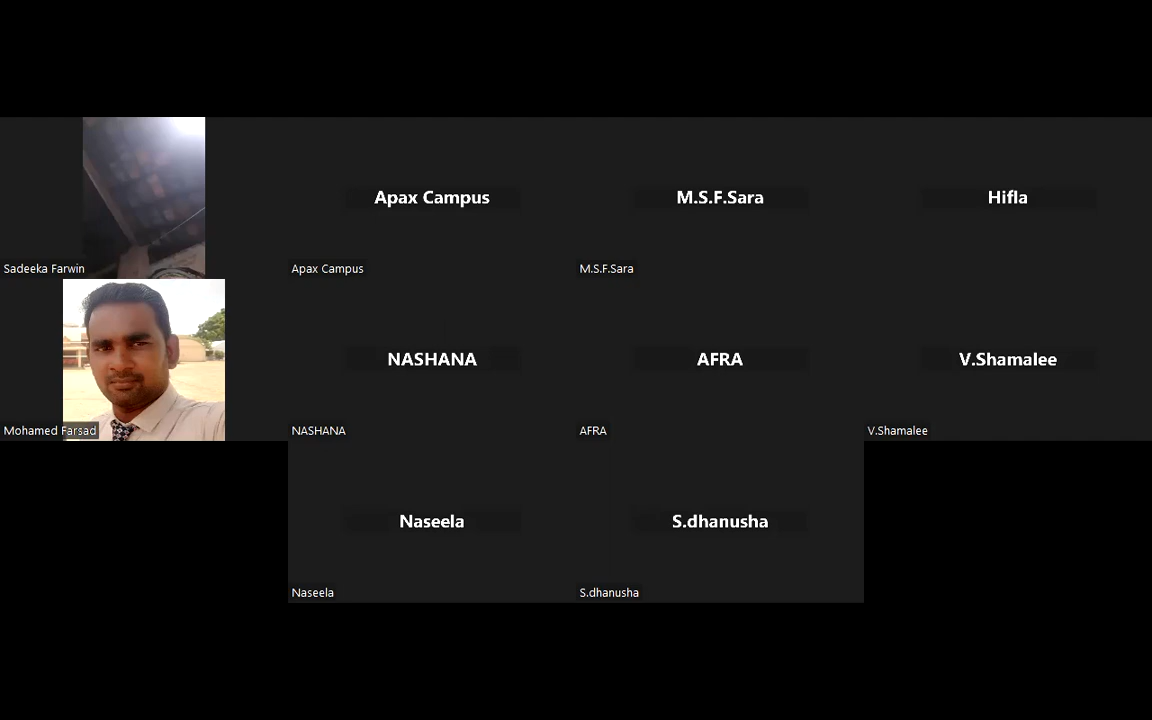 Apax Campus
M.S.F.Sara
Hifla
Sadeeka Farwin
Apax Campus
M.S.F.Sara
NASHANA
AFRA
V.Shamalee
Mohamed Farsad
NASHANA
AFRA
V.Shamalee
Naseela
S.dhanusha
Naseela
S.dhanusha